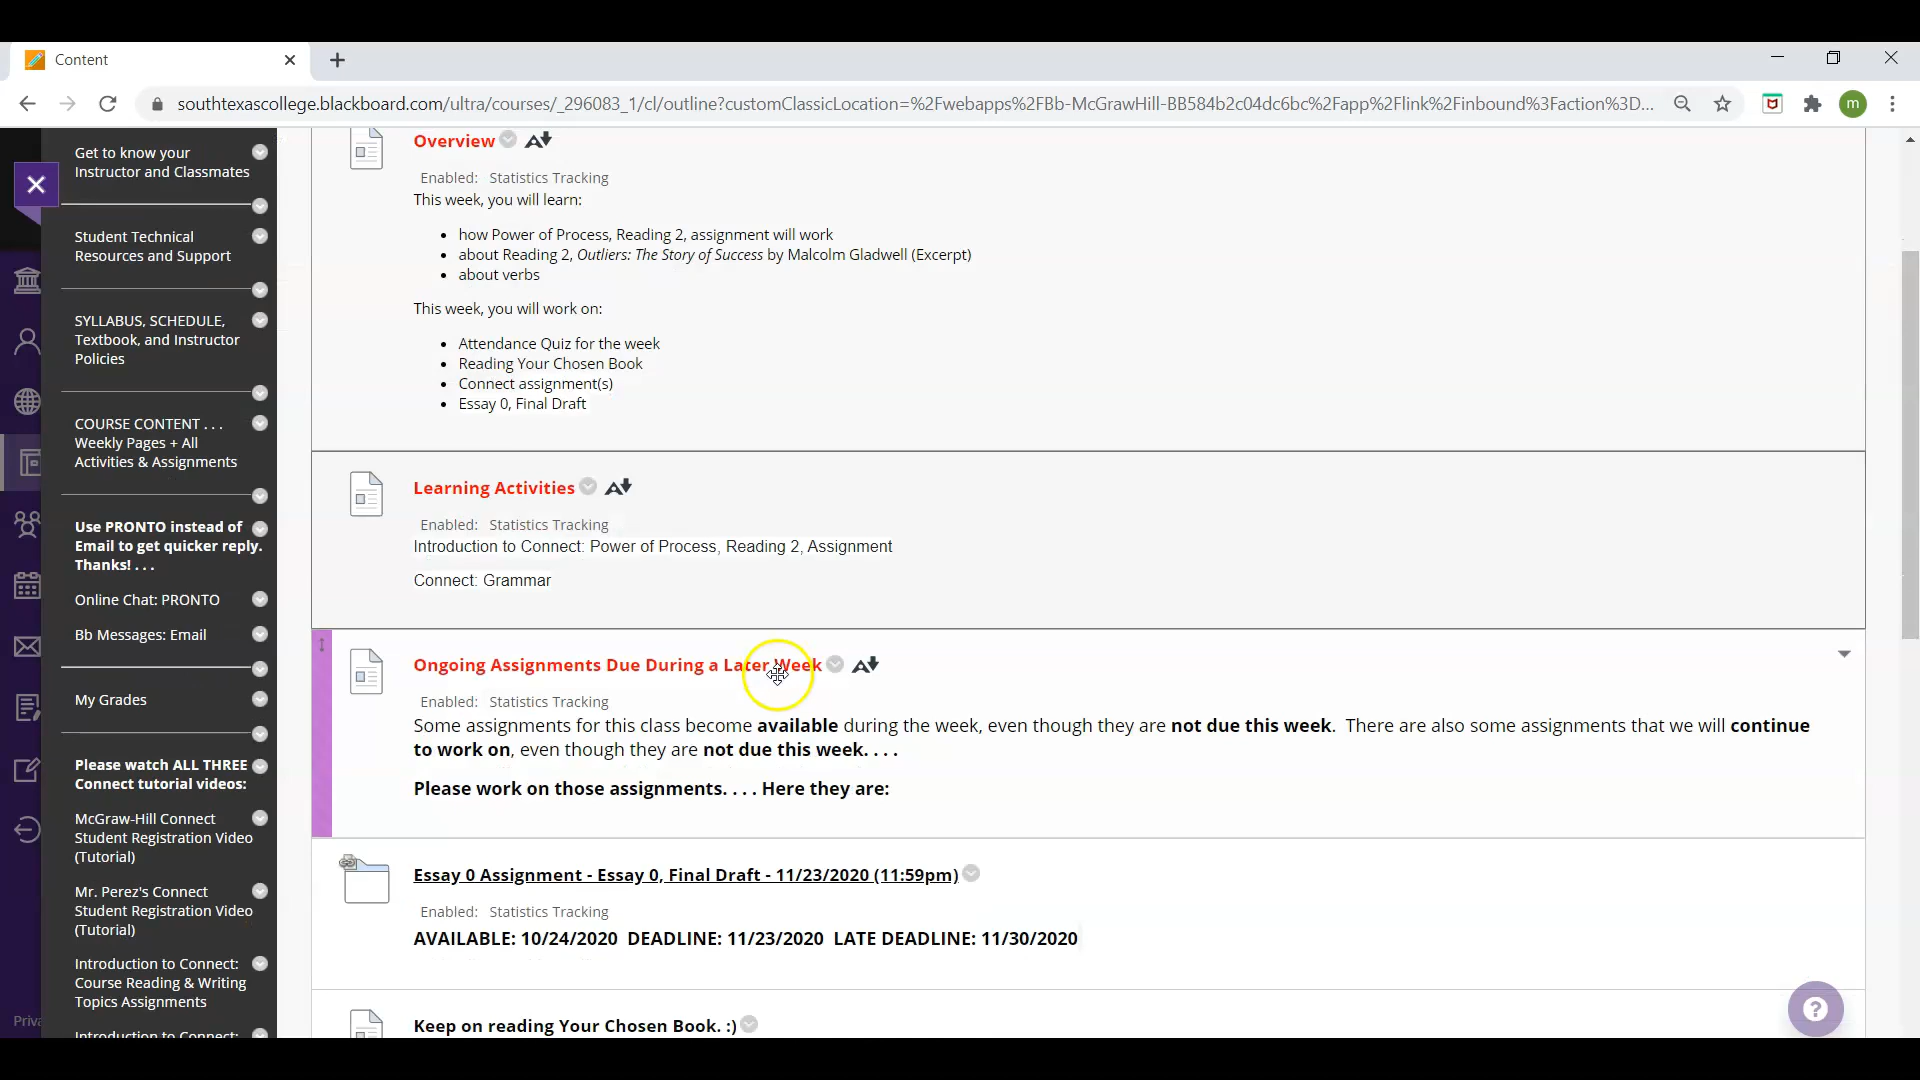 Content
southtexascollege.blackboard.com/ultra/courses/_296083_1/cl/outline?customClassicLocation=%2Fwebapps%2FBb-McGrawHill-BB584b2c04dc6bc%2Fapp%2Flink%2Finbound%3Faction%3D...
m
Get to know your
Instructor and Classmates
Student Technical
Resources and Support
SYLLABUS, SCHEDULE,
Textbook, and Instructor
Policies
COURSE CONTENT . . .
Weekly Pages + All
Activities & Assignments
Use PRONTO instead of
Email to get quicker reply.
Thanks! . . .
Online Chat: PRONTO
Bb Messages: Email
My Grades
Please watch ALL THREE
Connect tutorial videos:
McGraw-Hill Connect
Student Registration Video
(Tutorial)
Mr. Perez's Connect
Student Registration Video
(Tutorial)
Introduction to Connect:
Course Reading & Writing
Topics Assignments
Introduction to Connect:
Overview
Enabled: Statistics Tracking
This week, you will learn:
• how Power of Process, Reading 2, assignment will work
• about Reading 2, Outliers: The Story of Success by Malcolm Gladwell (Excerpt)
• about verbs
This week, you will work on:
• Attendance Quiz for the week
• Reading Your Chosen Book
• Connect assignment(s)
• Essay 0, Final Draft
Learning Activities
Enabled: Statistics Tracking
Introduction to Connect: Power of Process, Reading 2, Assignment
Connect: Grammar
Ongoing Assignments Due During a Later Week
Enabled: Statistics Tracking
Some assignments for this class become available during the week, even though they are not due this week. There are also some assignments that we will continue
to work on, even though they are not due this week. . . .
Please work on those assignments. . . . Here they are:
Essay 0 Assignment - Essay 0, Final Draft - 11/23/2020 (11:59pm)
Enabled: Statistics Tracking
AVAILABLE: 10/24/2020 DEADLINE: 11/23/2020 LATE DEADLINE: 11/30/2020
Keep on reading Your Chosen Book. :)